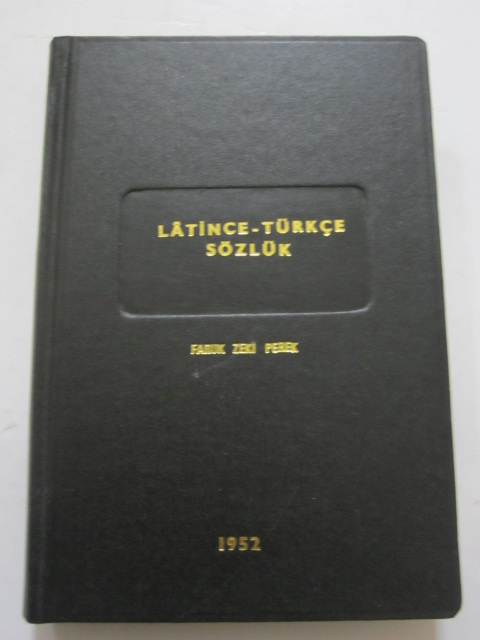 LÂTİNCE-TÜRKÇE
SÖZLÜK
FARUK ZEKİ PEREK
1952